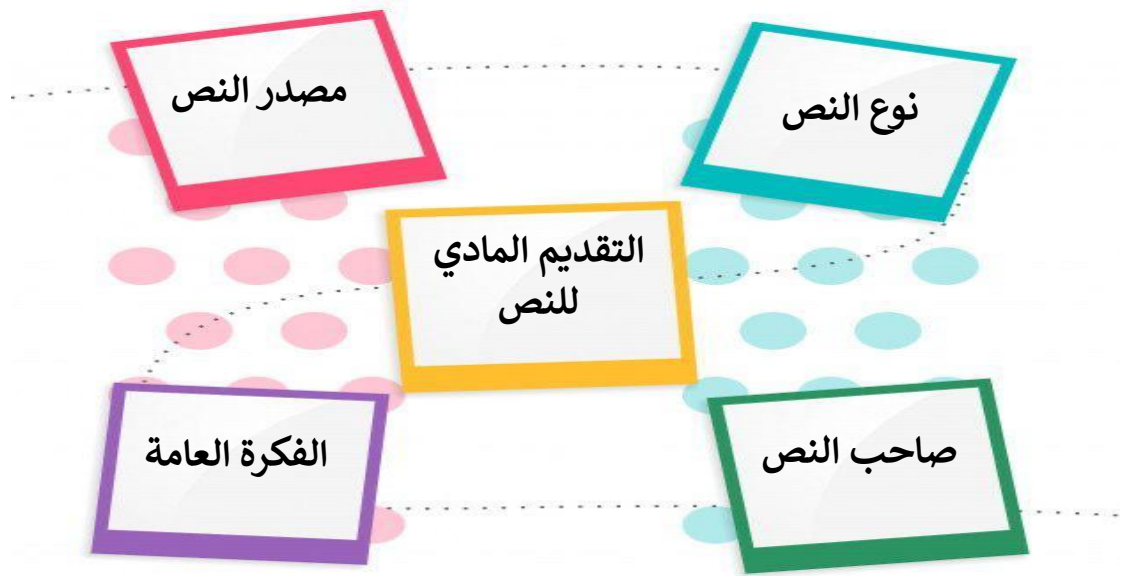 نوع النص
مصدر النص
التقديم المادي
للنص
صاحب النص
الفكرة العامة